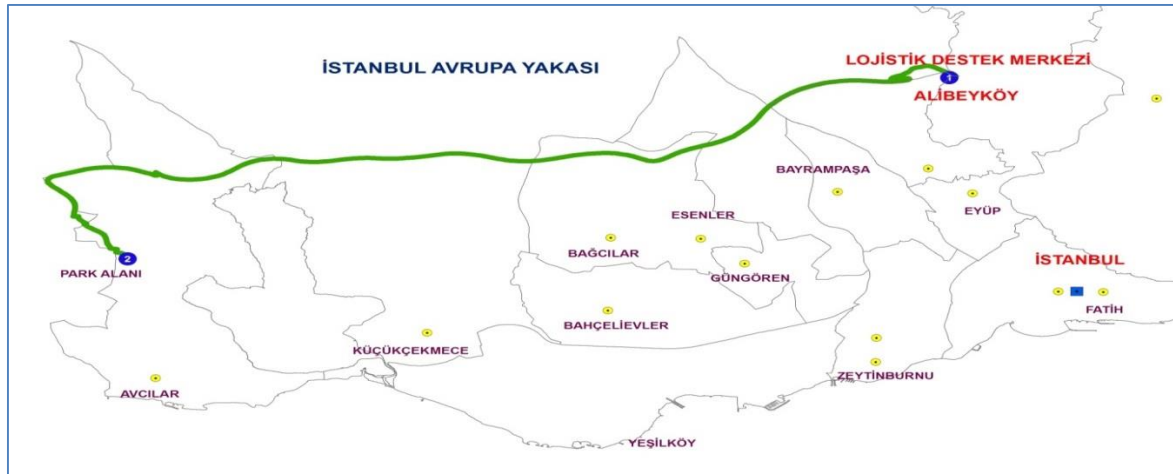 LOJİSTİK DESTEK MERKEZİ
İSTANBUL AVRUPA YAKASI
1
ALİBEYKÖY
BAYRAMPAŞA
EYÜP
ESENLER
BAĞCILAR
2
PARK ALANI
GÜNGÖREN
İSTANBUL
FATİH
BAHÇELİEVLER
KÜÇÜKÇEKMECE
ZEYTİNBURNU
AVCILAR
YEŞİLKÖY